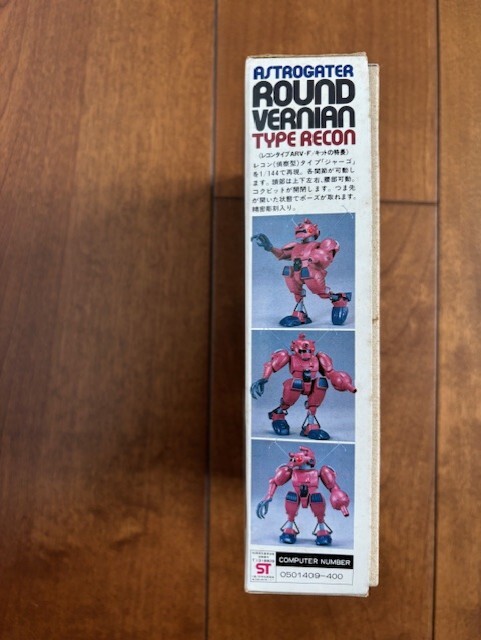 ASTROGATER
ROUND
VERNIAN
TYPE RECON
〈レコンタイプARV-F/キットの特長〉
レコン(偵察型)タイプ「ジャーゴ」
を1/144で再現。各関節が可動し
ます。頭部は上下左右、腰部可動。
コクピットが開閉します。つま先
が開いた状態でポーズが取れます。
精密彫刻入り。
ST
COMPUTER NUMBER
0501409-400